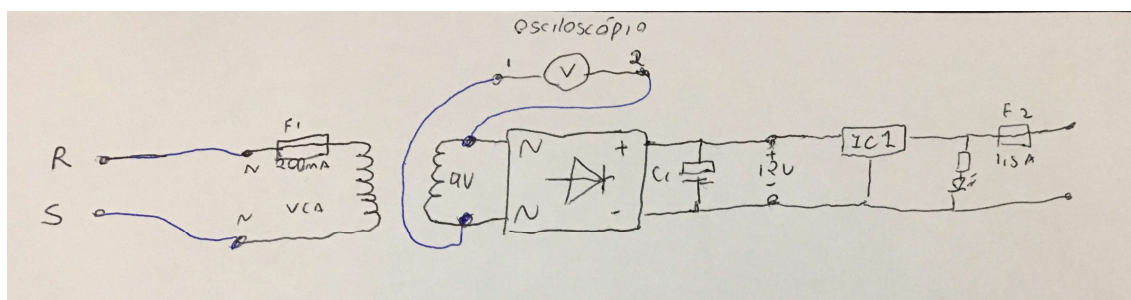 osciloscópio
1 V 2
R
S
F1
200mA
N
N
VCA
9V
N
N
+
-
C1
+
12V
-
IC1
F2
1,5A